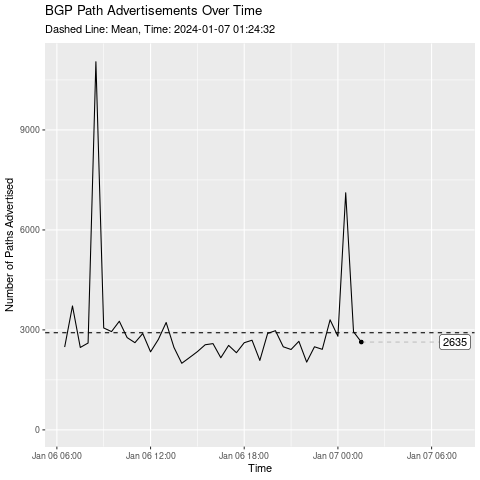 BGP Path Advertisements Over Time
Dashed Line: Mean, Time: 2024-01-07 01:24:32
Number of Paths Advertised
9000
6000
3000
0
2635
Jan 06 06:00
Jan 06 12:00
Jan 06 18:00
Jan 07 00:00
Jan 07 06:00
Time